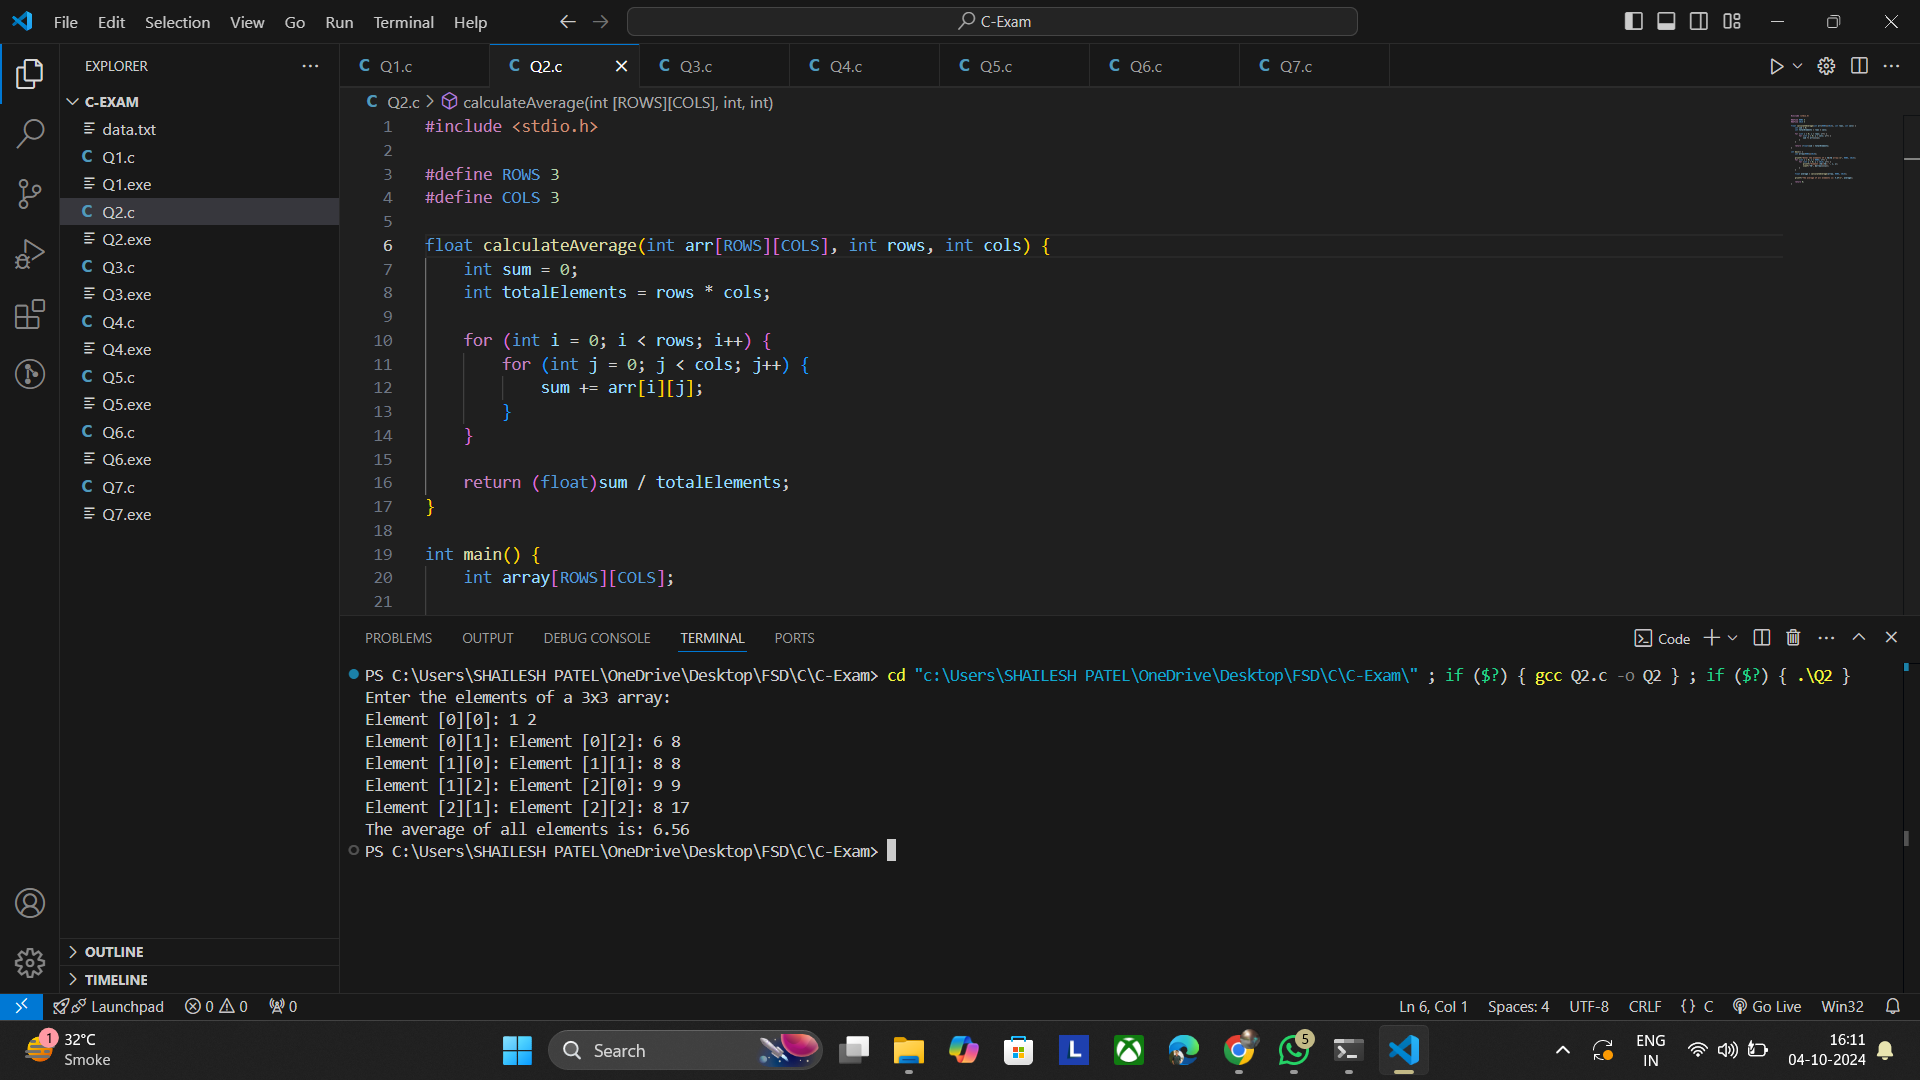 File Edit Selection View Go Run Terminal Help
C-Exam
EXPLORER
C-EXAM
data.txt
Q1.c
Q1.exe
Q2.c
Q2.exe
Q3.c
Q3.exe
Q4.c
Q4.exe
Q5.c
Q5.exe
Q6.c
Q6.exe
Q7.c
Q7.exe
OUTLINE
TIMELINE
C Q1.c C Q2.c C Q3.c C Q4.c C Q5.c C Q6.c C Q7.c
C Q2.c > calculateAverage(int [ROWS][COLS], int, int)
1 #include <stdio.h>
2
3 #define ROWS 3
4 #define COLS 3
5
6 float calculateAverage(int arr[ROWS][COLS], int rows, int cols) {
7 int sum = 0;
8 int totalElements = rows * cols;
9
10 for (int i = 0; i < rows; i++) {
11 for (int j = 0; j < cols; j++) {
12 sum += arr[i][j];
13 }
14 }
15
16 return (float)sum / totalElements;
17 }
18
19 int main() {
20 int array[ROWS][COLS];
21
PROBLEMS OUTPUT DEBUG CONSOLE TERMINAL PORTS
Code
PS C:\Users\SHAILESH PATEL\OneDrive\Desktop\FSD\C\C-Exam> cd "c:\Users\SHAILESH PATEL\OneDrive\Desktop\FSD\C\C-Exam\" ; if ($?) { gcc Q2.c -o Q2 } ; if ($?) { .\Q2 }
Enter the elements of a 3x3 array:
Element [0][0]: 1 2
Element [0][1]: Element [0][2]: 6 8
Element [1][0]: Element [1][1]: 8 8
Element [1][2]: Element [2][0]: 9 9
Element [2][1]: Element [2][2]: 8 17
The average of all elements is: 6.56
PS C:\Users\SHAILESH PATEL\OneDrive\Desktop\FSD\C\C-Exam>
Launchpad 0 0 0
Ln 6, Col 1 Spaces: 4 UTF-8 CRLF {} C Go Live Win32
1
32°C
Smoke
Search
L
5
ENG
IN
16:11
04-10-2024